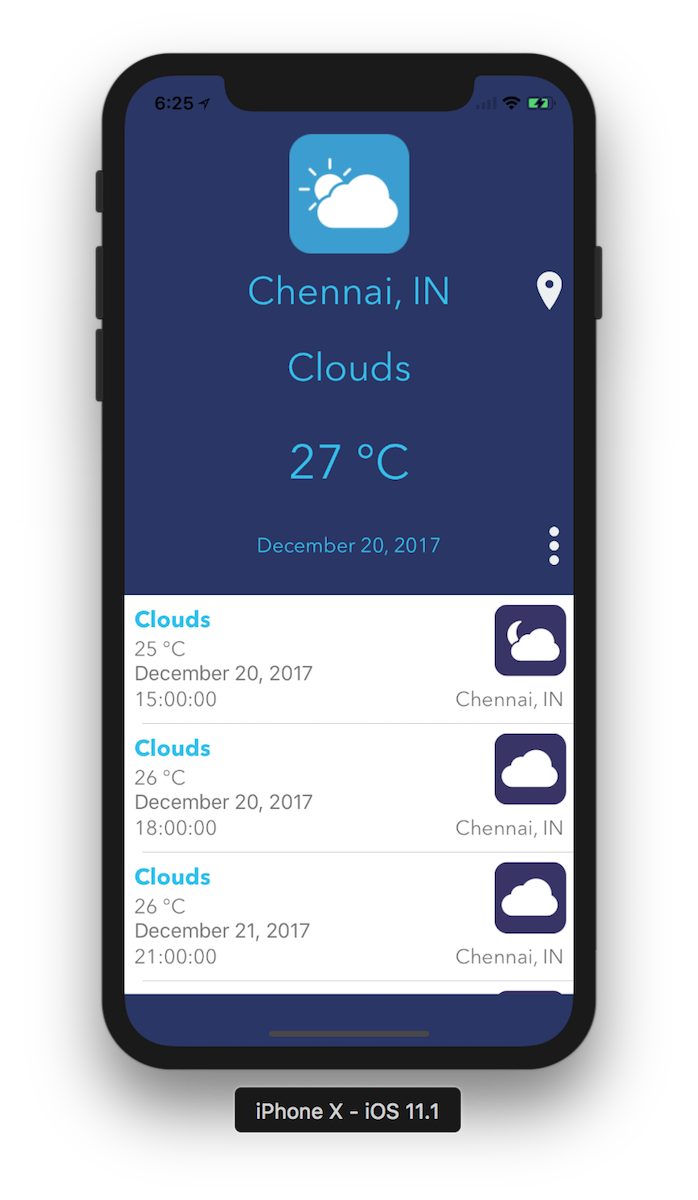 6:25
Chennai, IN
Clouds
27 °C
December 20, 2017
Clouds
25 °C
December 20, 2017
15:00:00
Chennai, IN
Clouds
26 °C
December 20, 2017
18:00:00
Chennai, IN
Clouds
26 °C
December 21, 2017
21:00:00
Chennai, IN
iPhone X - iOS 11.1